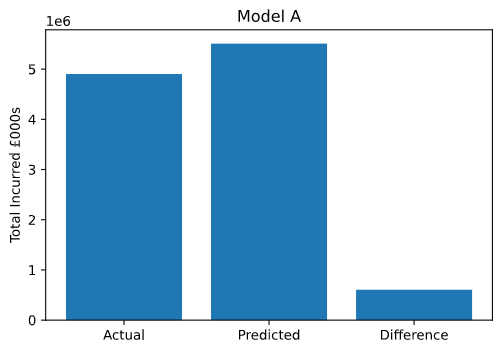 Model A
1e6
Total Incurred £000s
5
4
3
2
1
0
Actual Predicted Difference